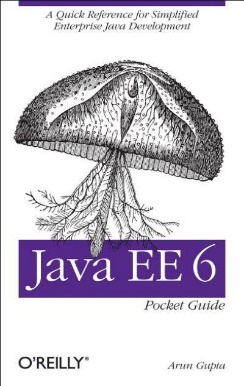 A Quick Reference for Simplified
Enterprise Java Development
Java EE 6
Pocket Guide
O'REILLY®
Arun Gupta